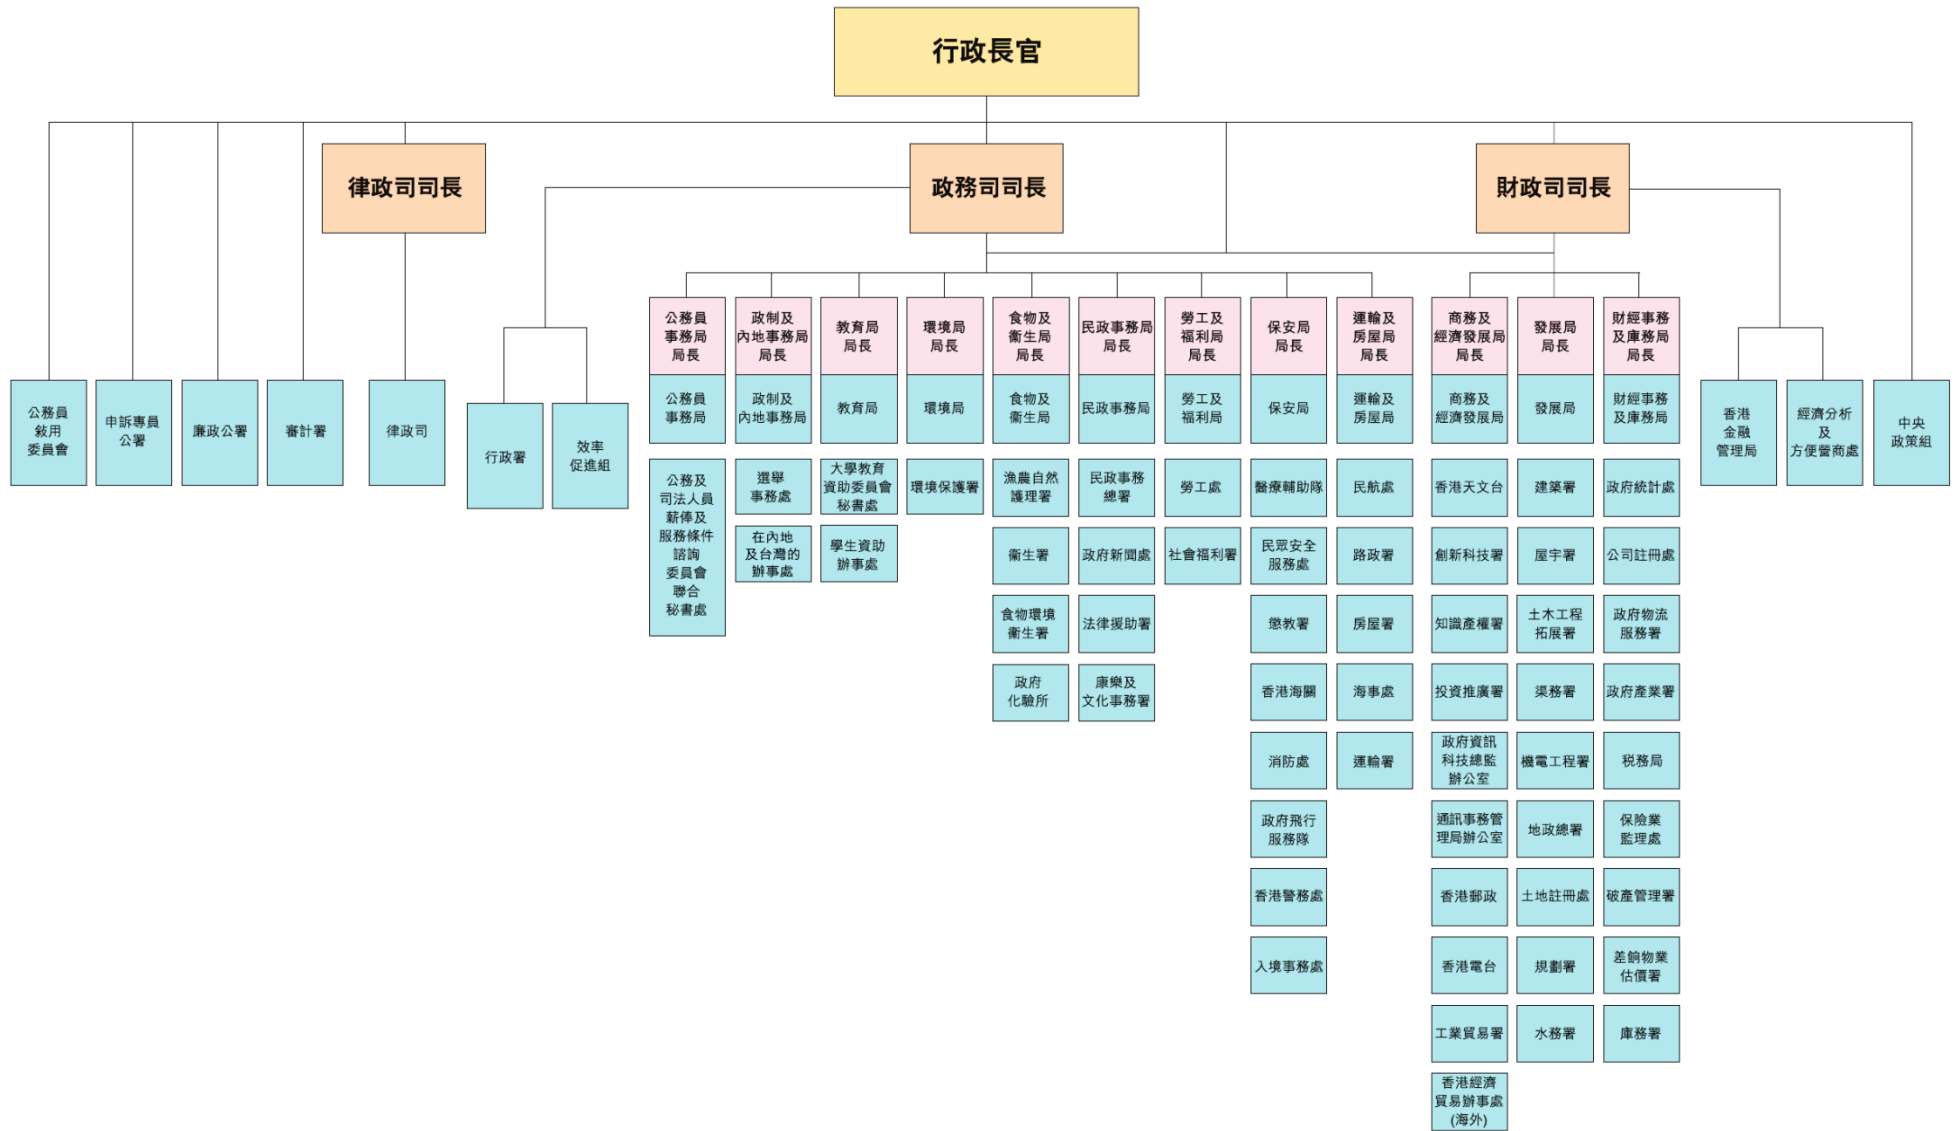 行政長官
律政司司長
政務司司長
財政司司長
公務員
敍用
委員會
申訴專員
公署
廉政公署
審計署
律政司
行政署
效率
促進組
公務員
事務局
局長
公務員
事務局
公務及
司法人員
薪俸及
服務條件
諮詢
委員會
聯合
秘書處
政制及
內地事務局
局長
政制及
內地事務局
選舉
事務處
在內地
及台灣的
辦事處
教育局
局長
教育局
大學教育
資助委員會
秘書處
學生資助
辦事處
環境局
局長
環境局
環境保護署
食物及
衞生局
局長
食物及
衞生局
漁農自然
護理署
衞生署
食物環境
衞生署
政府
化驗所
民政事務局
局長
民政事務局
民政事務
總署
政府新聞處
法律援助署
康樂及
文化事務署
勞工及
福利局
局長
勞工及
福利局
勞工處
社會福利署
保安局
局長
保安局
醫療輔助隊
民眾安全
服務處
懲教署
香港海關
消防處
政府飛行
服務隊
香港警務處
入境事務處
運輸及
房屋局
局長
運輸及
房屋局
民航處
路政署
房屋署
海事處
運輸署
商務及
經濟發展局
局長
商務及
經濟發展局
香港天文台
創新科技署
知識產權署
投資推廣署
政府資訊
科技總監
辦公室
通訊事務管
理局辦公室
香港郵政
香港電台
工業貿易署
香港經濟
貿易辦事處
(海外)
發展局
局長
發展局
建築署
屋宇署
土木工程
拓展署
渠務署
機電工程署
地政總署
土地註冊處
規劃署
水務署
財經事務
及庫務局
局長
財經事務
及庫務局
政府統計處
公司註冊處
政府物流
服務署
政府產業署
税務局
保險業
監理處
破產管理署
差餉物業
估價署
庫務署
香港
金融
管理局
經濟分析
及
方便營商處
中央
政策組